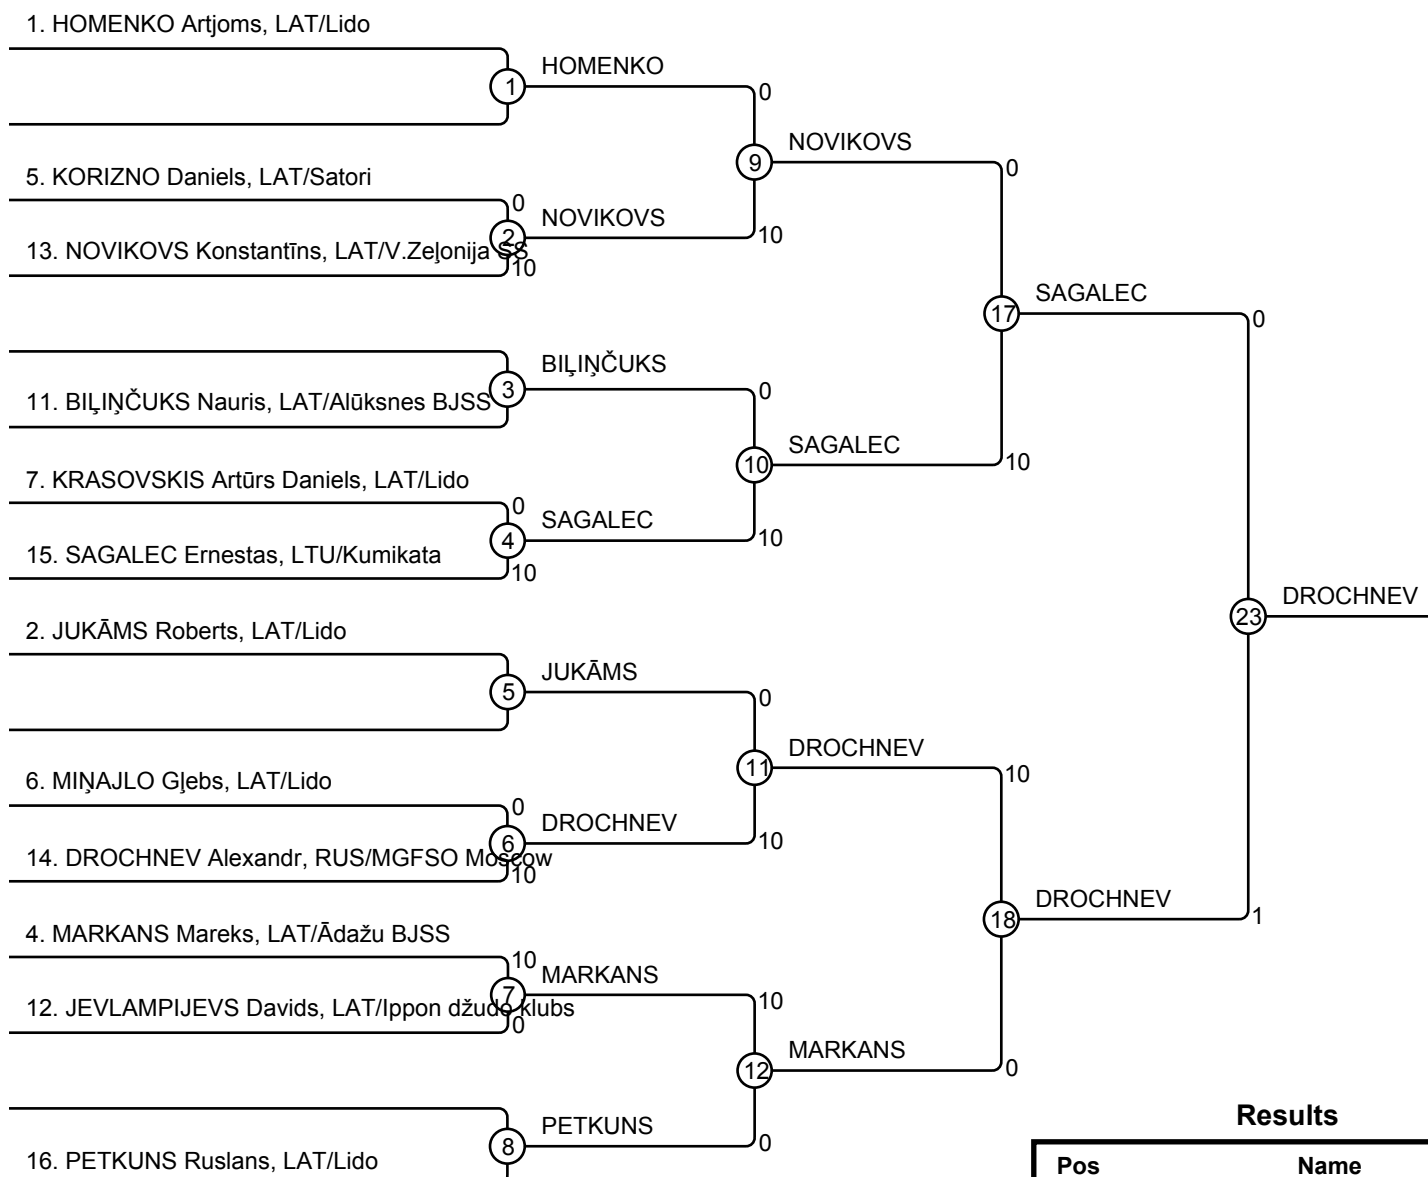 1. HOMENKO Artjoms, LAT/Lido
1
HOMENKO
0
5. KORIZNO Daniels, LAT/Satori
0
13. NOVIKOVS Konstantīns, LAT/V.Zeļonija SS
10
2
NOVIKOVS
10
9
NOVIKOVS
0
11. BIĻIŅČUKS Nauris, LAT/Alūksnes BJSS
3
BIĻIŅČUKS
0
7. KRASOVSKIS Artūrs Daniels, LAT/Lido
0
15. SAGALEC Ernestas, LTU/Kumikata
10
4
SAGALEC
10
10
SAGALEC
10
17
SAGALEC
0
2. JUKĀMS Roberts, LAT/Lido
5
JUKĀMS
0
6. MIŅAJLO Gļebs, LAT/Lido
0
14. DROCHNEV Alexandr, RUS/MGFSO Moscow
10
6
DROCHNEV
10
11
DROCHNEV
10
4. MARKANS Mareks, LAT/Ādažu BJSS
10
12. JEVLAMPIJEVS Davids, LAT/Ippon džudo klubs
0
7
MARKANS
10
16. PETKUNS Ruslans, LAT/Lido
8
PETKUNS
0
12
MARKANS
0
18
DROCHNEV
1
23
DROCHNEV
Results
Pos Name